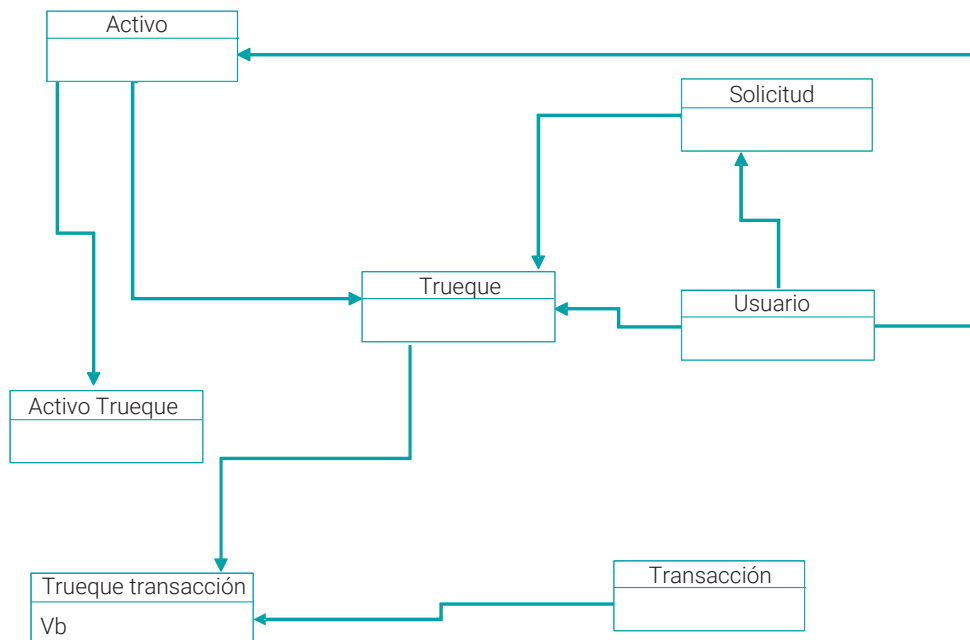 Activo
Solicitud
Trueque
Usuario
Activo Trueque
Trueque transacción
Vb
Transacción